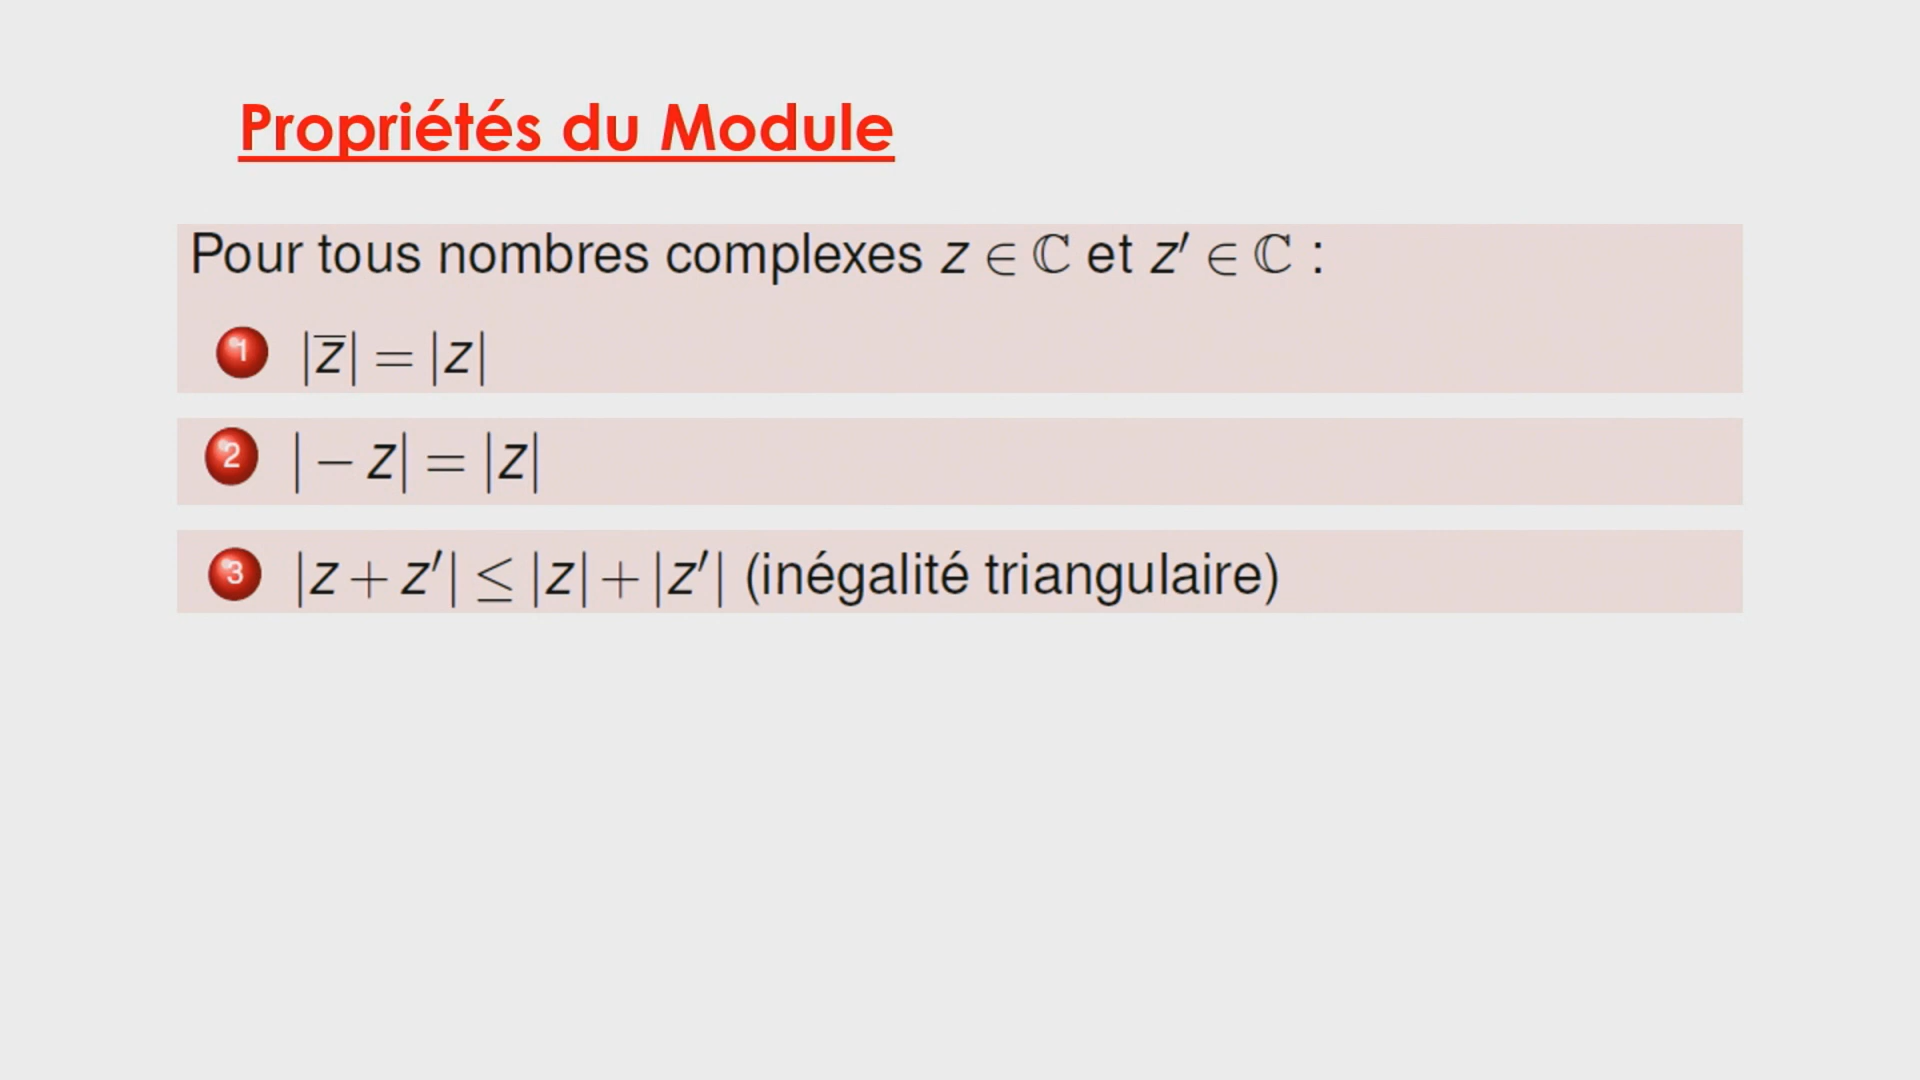 Propriétés du Module
Pour tous nombres complexes z ∈ ℂ et z′ ∈ ℂ :
1 |z̅| = |z|
2 |−z| = |z|
3 |z + z′| ≤ |z| + |z′| (inégalité triangulaire)